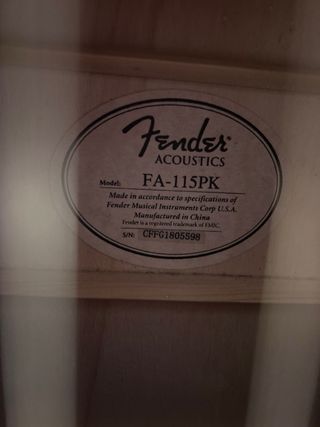 Fender®
ACOUSTICS
Model: FA-115PK
Made in accordance to specifications of
Fender Musical Instruments Corp U.S.A.
Manufactured in China
Fender is a registered trademark of FMIC.
S/N: CFFG1805598